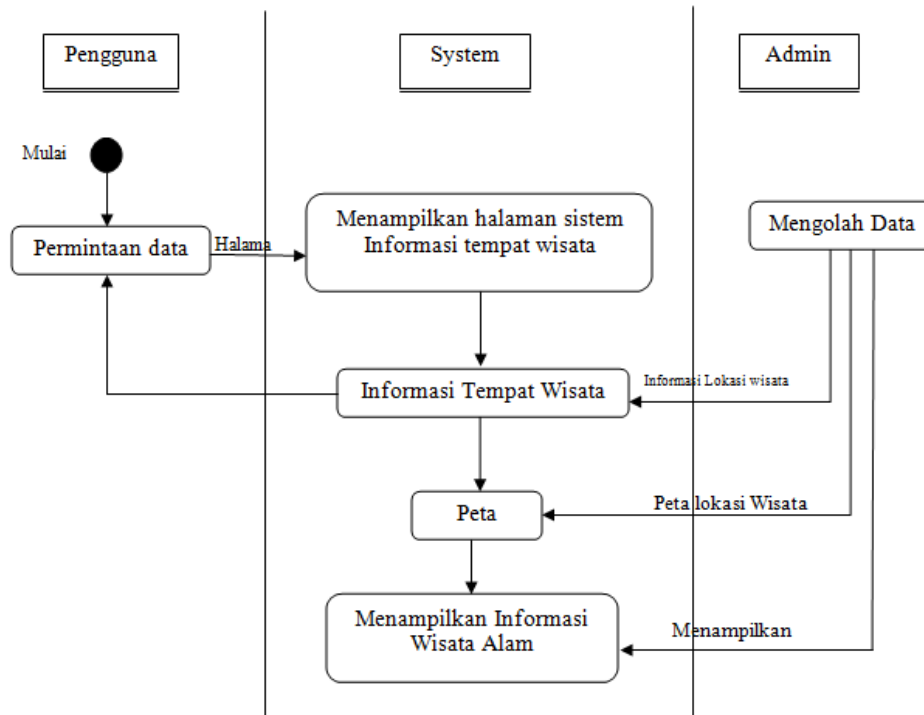 Pengguna
System
Admin
Mulai
Permintaan data
Halama
Menampilkan halaman sistem
Informasi tempat wisata
Mengolah Data
Informasi Tempat Wisata
Informasi Lokasi wisata
Peta
Peta lokasi Wisata
Menampilkan Informasi
Wisata Alam
Menampilkan